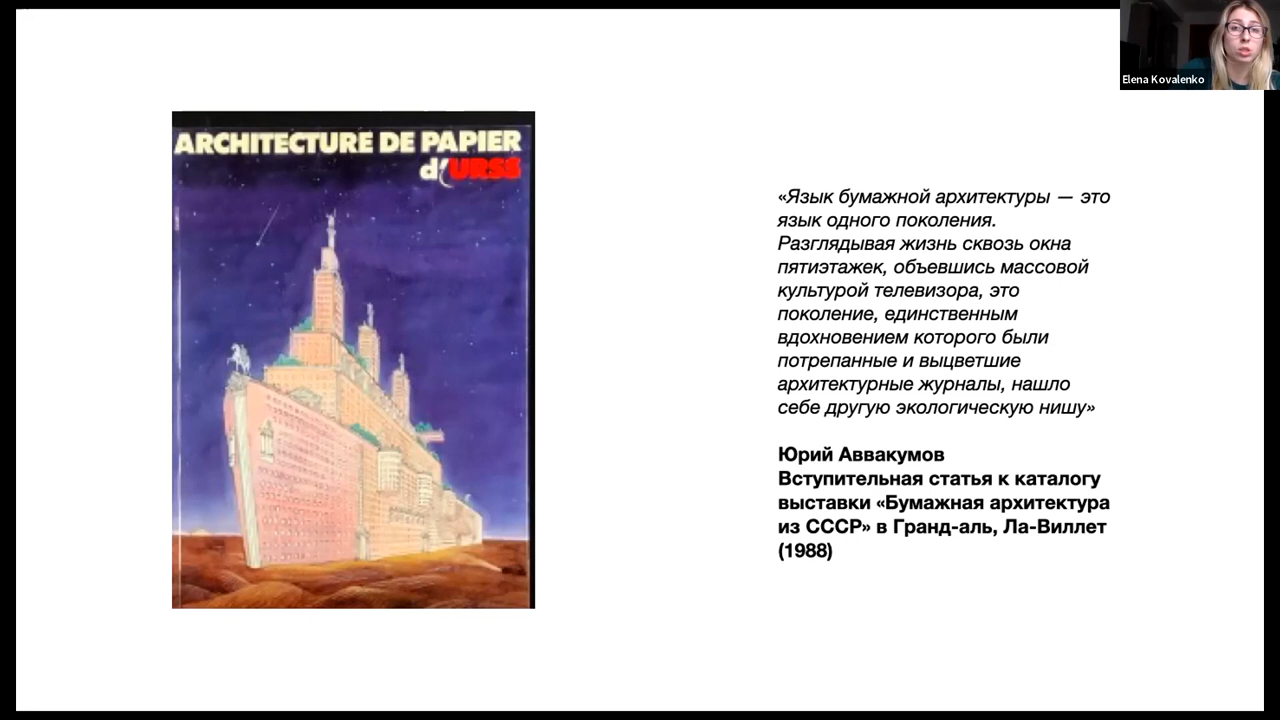 Elena Kovalenko
ARCHITECTURE DE PAPIER
d'URSS
«Язык бумажной архитектуры — это
язык одного поколения.
Разглядывая жизнь сквозь окна
пятиэтажек, объевшись массовой
культурой телевизора, это
поколение, единственным
вдохновением которого были
потрепанные и выцветшие
архитектурные журналы, нашло
себе другую экологическую нишу»
Юрий Аввакумов
Вступительная статья к каталогу
выставки «Бумажная архитектура
из СССР» в Гранд-аль, Ла-Виллет
(1988)